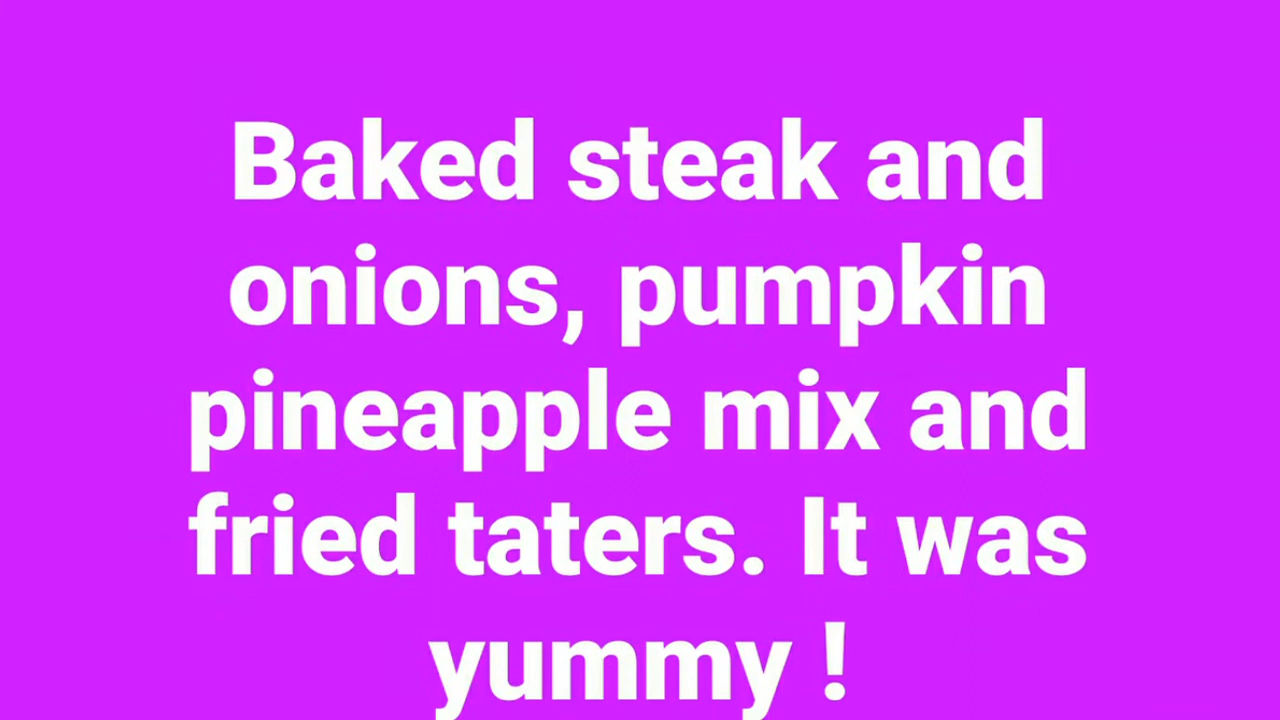 Baked steak and
onions, pumpkin
pineapple mix and
fried taters. It was
yummy !